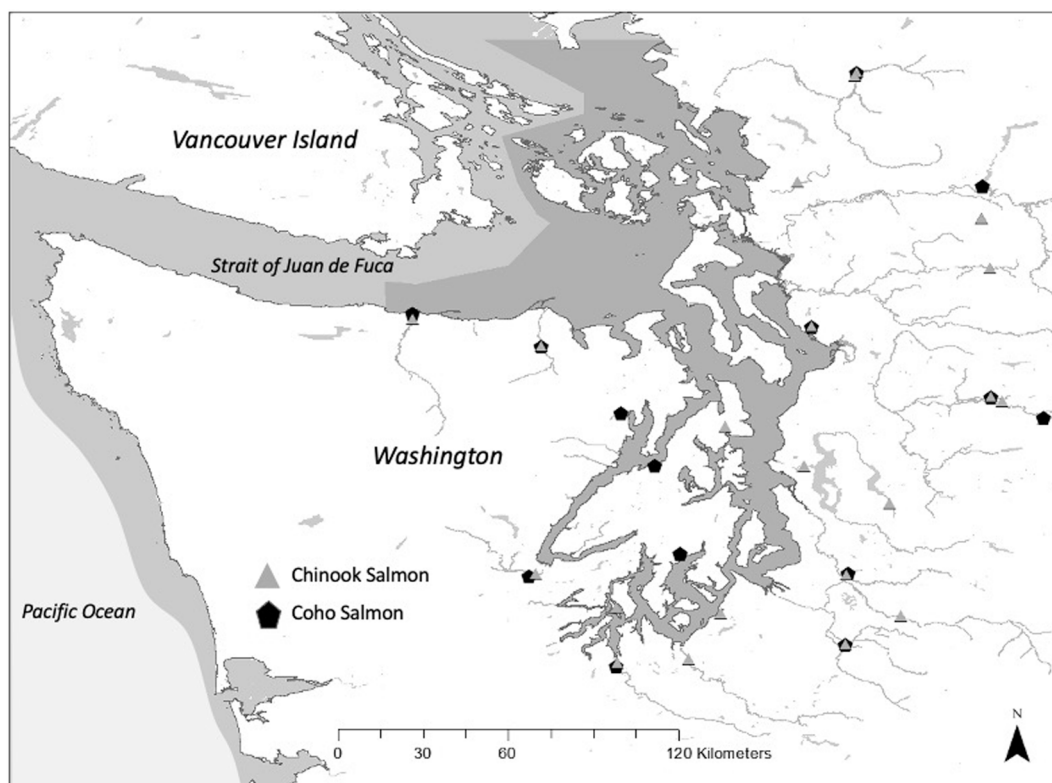 Vancouver Island
Strait of Juan de Fuca
Washington
Chinook Salmon
Coho Salmon
Pacific Ocean
N
0 30 60 120 Kilometers